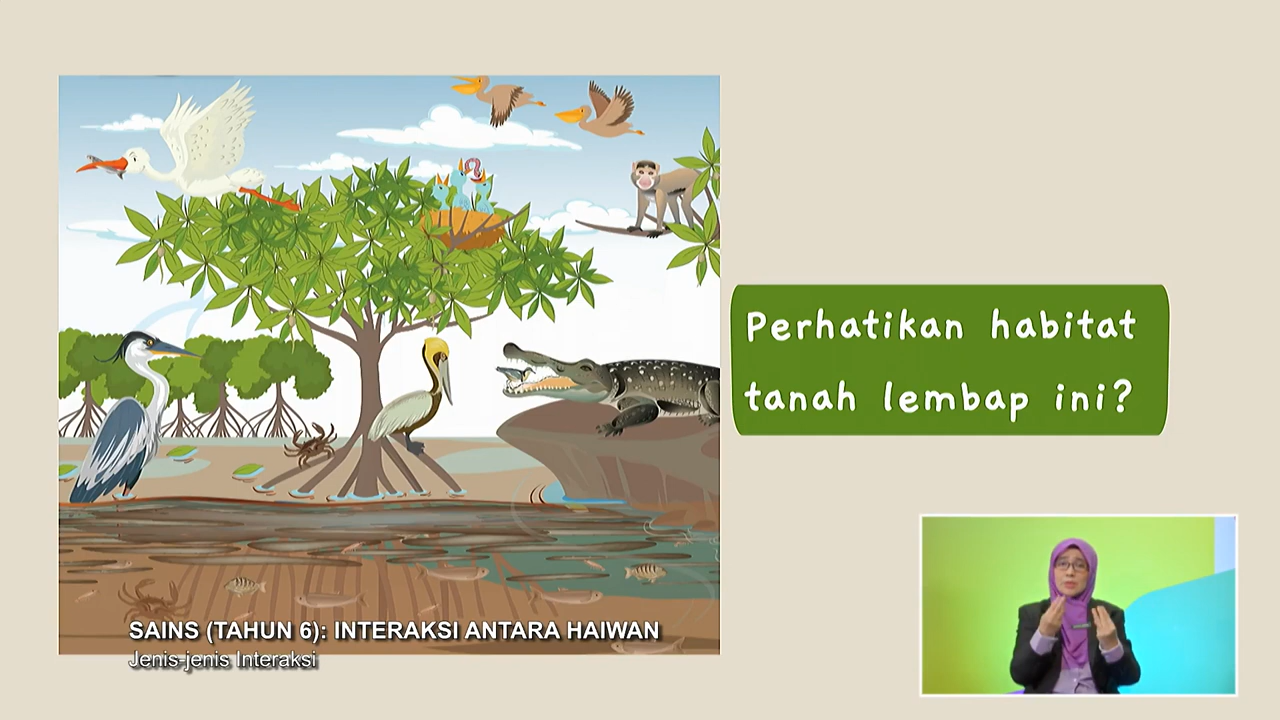 Perhatikan habitat
tanah lembap ini?
SAINS (TAHUN 6): INTERAKSI ANTARA HAIWAN
Jenis-jenis Interaksi